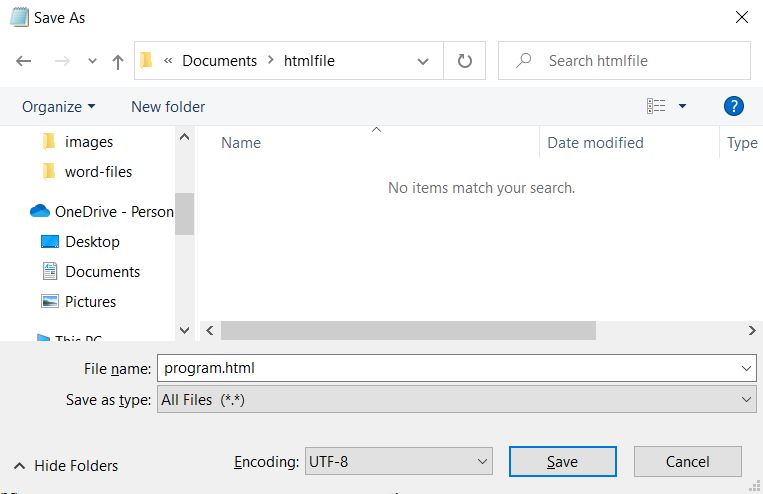 Save As
« Documents > htmlfile
Search htmlfile
Organize
New folder
?
images
word-files
OneDrive - Person
Desktop
Documents
Pictures
This PC
Name
Date modified
Type
No items match your search.
File name: program.html
Save as type: All Files (*.*)
Hide Folders
Encoding: UTF-8
Save
Cancel